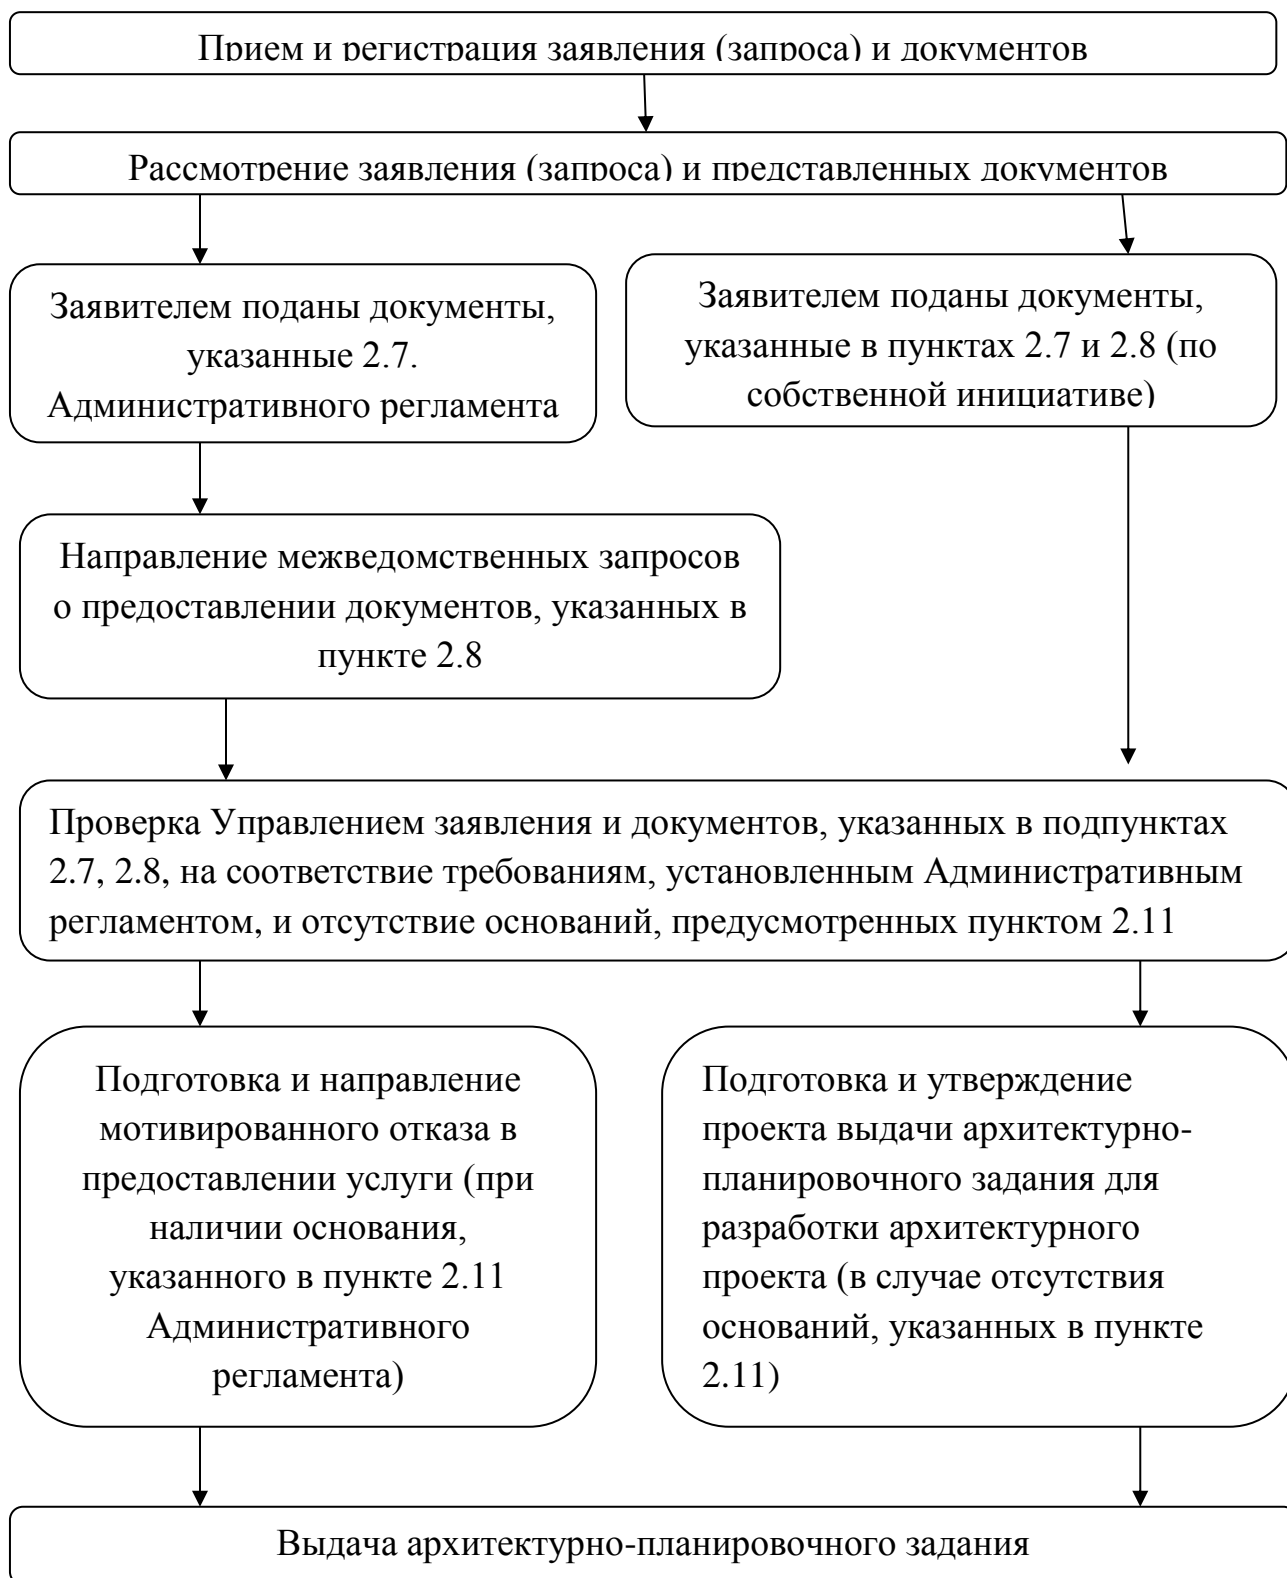 Прием и регистрация заявления (запроса) и документов
Рассмотрение заявления (запроса) и представленных документов
Заявителем поданы документы,
указанные 2.7.
Административного регламента
Заявителем поданы документы,
указанные в пунктах 2.7 и 2.8 (по
собственной инициативе)
Направление межведомственных запросов
о предоставлении документов, указанных в
пункте 2.8
Проверка Управлением заявления и документов, указанных в подпунктах
2.7, 2.8, на соответствие требованиям, установленным Административным
регламентом, и отсутствие оснований, предусмотренных пунктом 2.11
Подготовка и направление
мотивированного отказа в
предоставлении услуги (при
наличии основания,
указанного в пункте 2.11
Административного
регламента)
Подготовка и утверждение
проекта выдачи архитектурно-
планировочного задания для
разработки архитектурного
проекта (в случае отсутствия
оснований, указанных в пункте
2.11)
Выдача архитектурно-планировочного задания